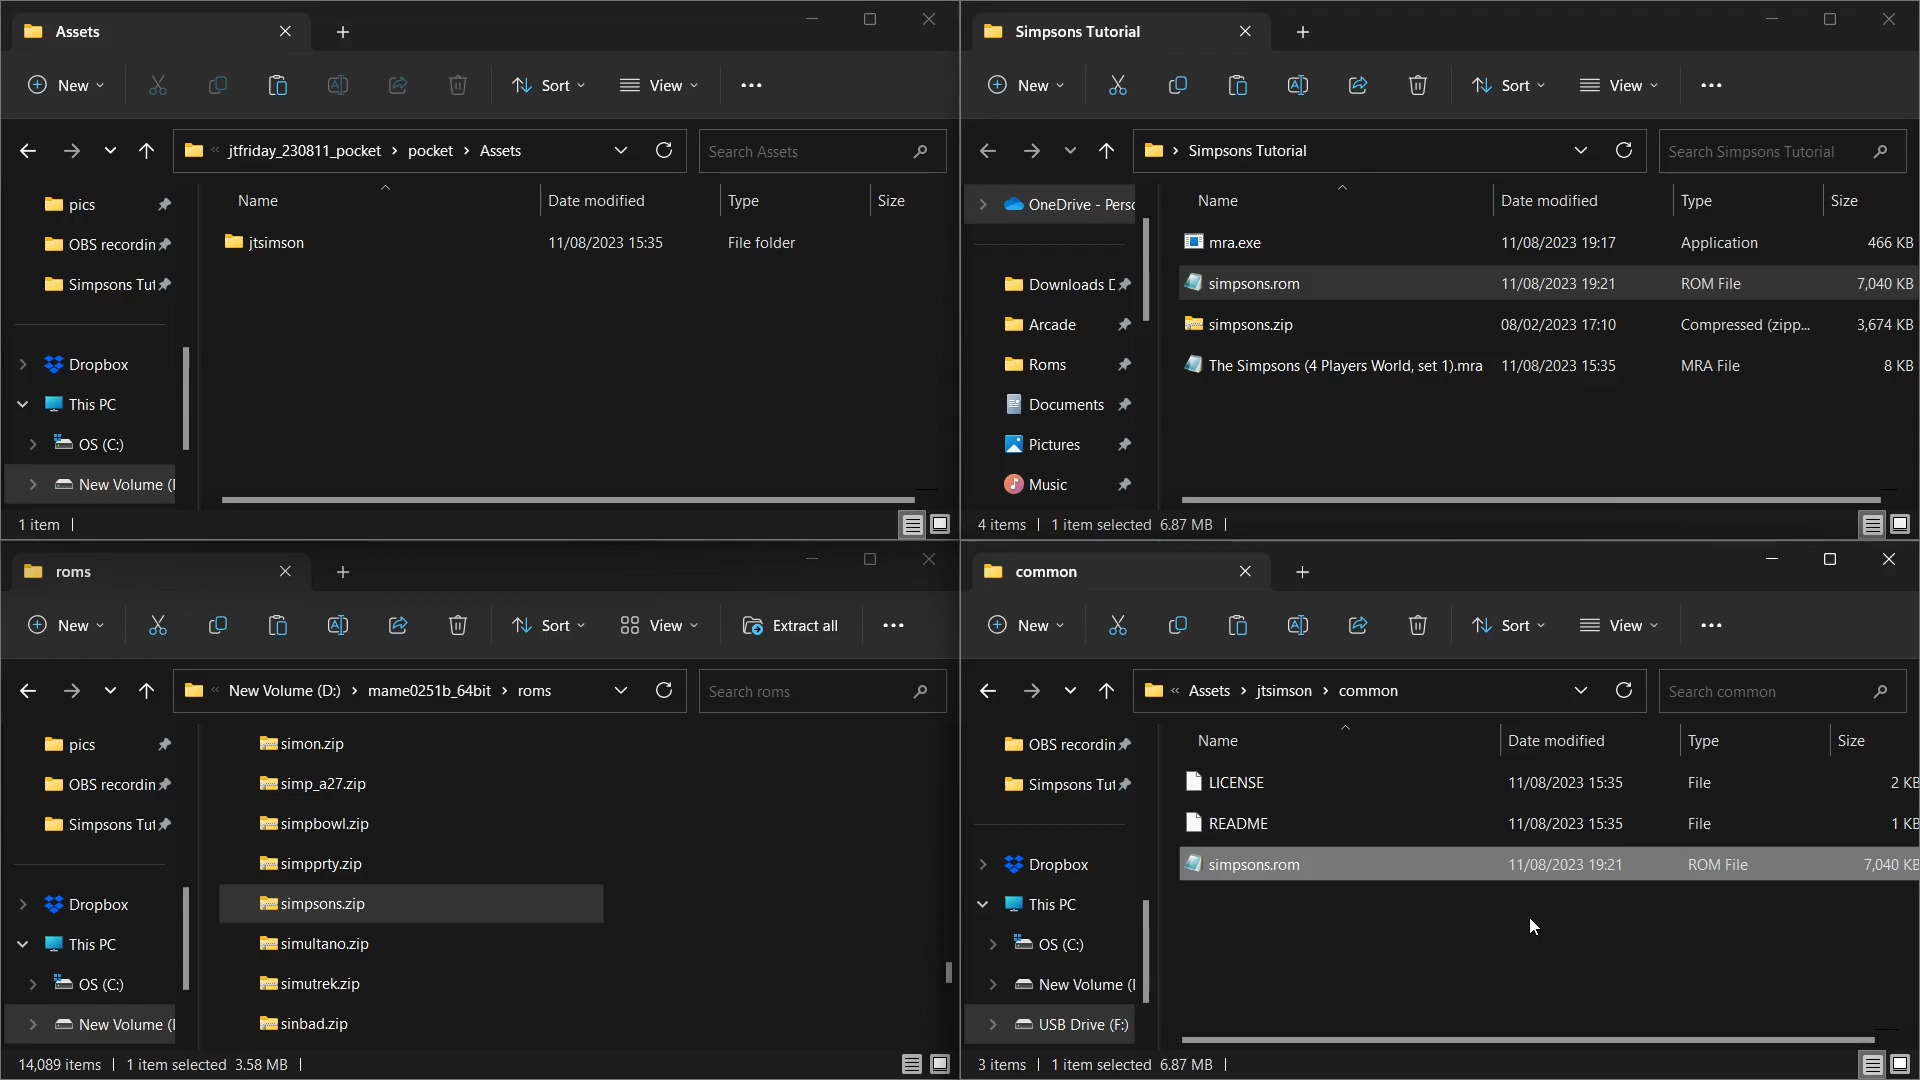 Assets
New
Sort
View
jtfriday_230811_pocket > pocket > Assets
Search Assets
pics
OBS recordin
Simpsons Tut
Dropbox
This PC
OS (C:)
New Volume (
Name
Date modified
Type
Size
jtsimson
11/08/2023 15:35
File folder
1 item
Simpsons Tutorial
New
Sort
View
Simpsons Tutorial
Search Simpsons Tutorial
OneDrive - Perso
Downloads
Arcade
Roms
Documents
Pictures
Music
Name
Date modified
Type
Size
mra.exe 11/08/2023 19:17 Application 466 KB
simpsons.rom 11/08/2023 19:21 ROM File 7,040 KB
simpsons.zip 08/02/2023 17:10 Compressed (zipp... 3,674 KB
The Simpsons (4 Players World, set 1).mra 11/08/2023 15:35 MRA File 8 KB
4 items
1 item selected 6.87 MB
roms
New
Sort
View
Extract all
New Volume (D:) > mame0251b_64bit > roms
Search roms
pics
OBS recordin
Simpsons Tut
Dropbox
This PC
OS (C:)
New Volume (
simon.zip
simp_a27.zip
simpbowl.zip
simpprty.zip
simpsons.zip
simultano.zip
simutrek.zip
sinbad.zip
14,089 items
1 item selected 3.58 MB
common
New
Sort
View
Assets > jtsimson > common
Search common
OBS recordin
Simpsons Tut
Dropbox
This PC
OS (C:)
New Volume (
USB Drive (F:)
Name
Date modified
Type
Size
LICENSE 11/08/2023 15:35 File 2 KB
README 11/08/2023 15:35 File 1 KB
simpsons.rom 11/08/2023 19:21 ROM File 7,040 KB
3 items
1 item selected 6.87 MB